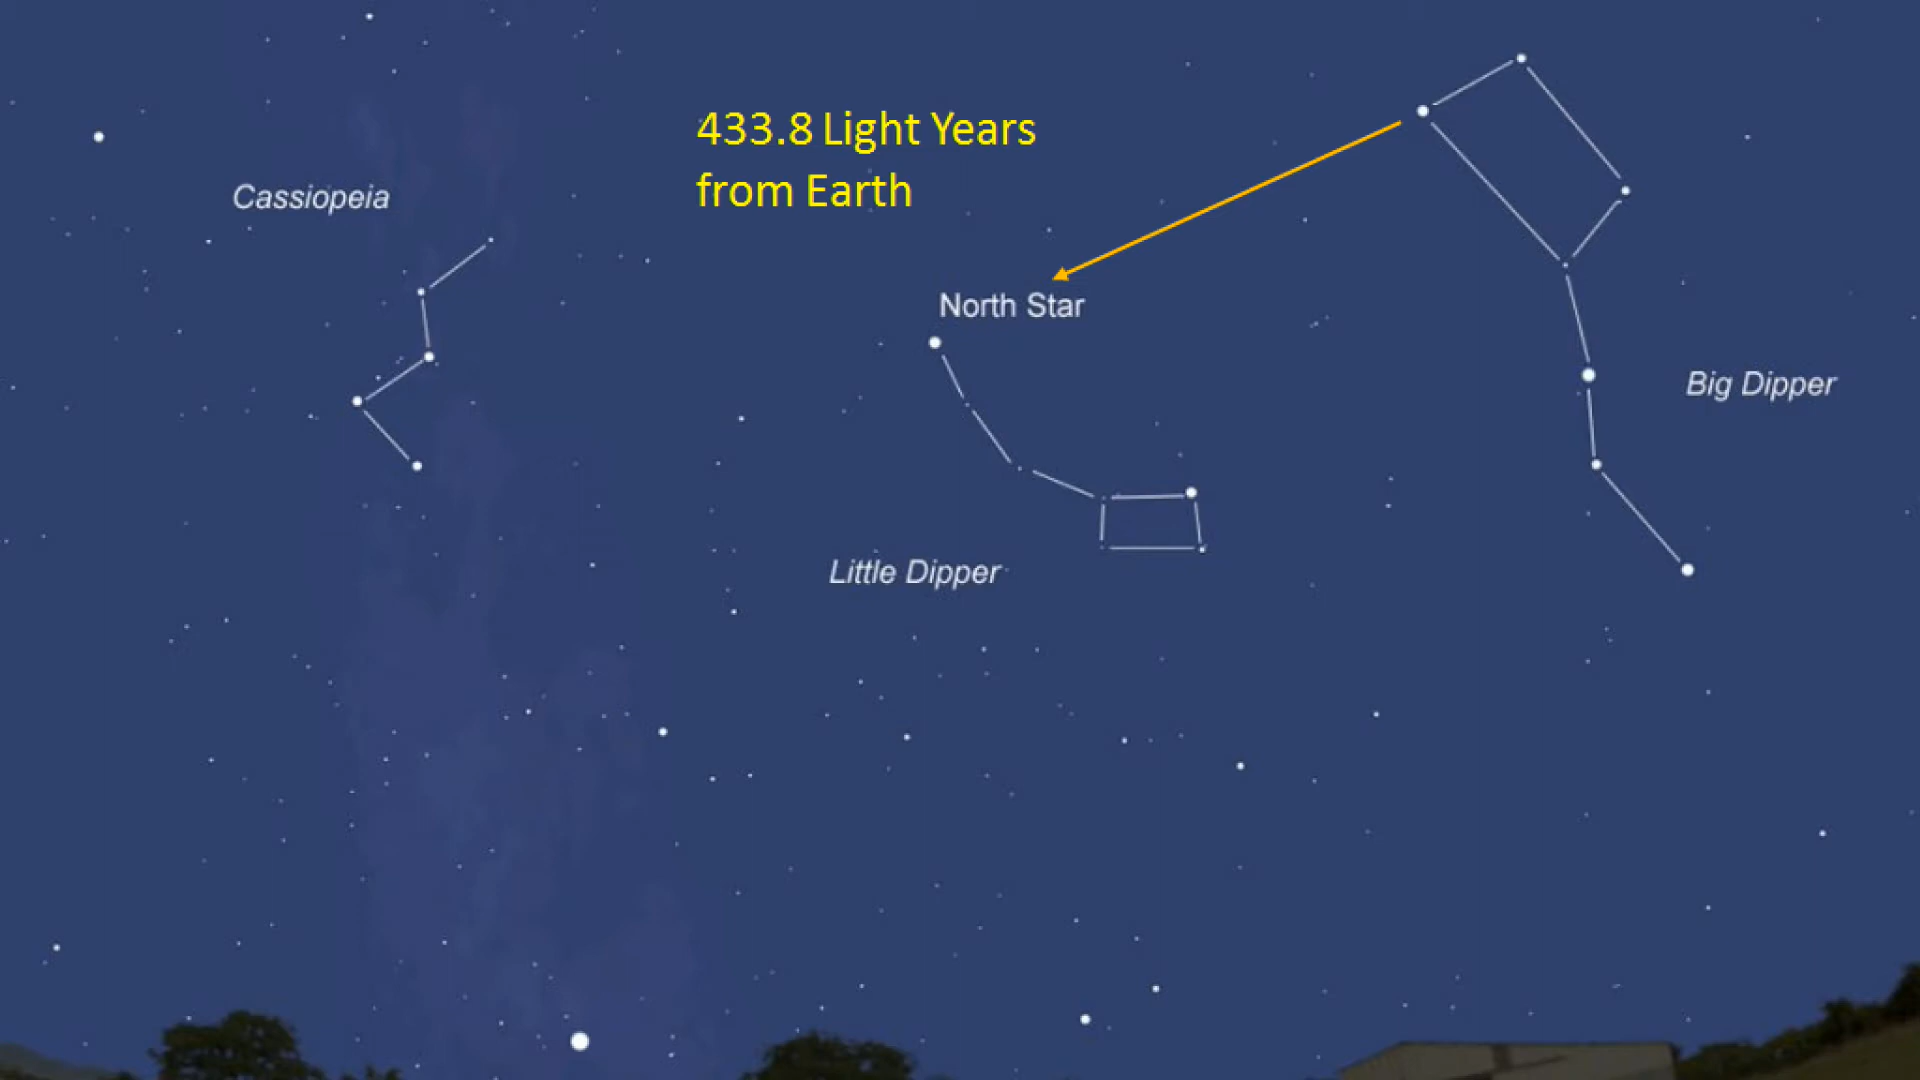 433.8 Light Years
from Earth
Cassiopeia
North Star
Big Dipper
Little Dipper